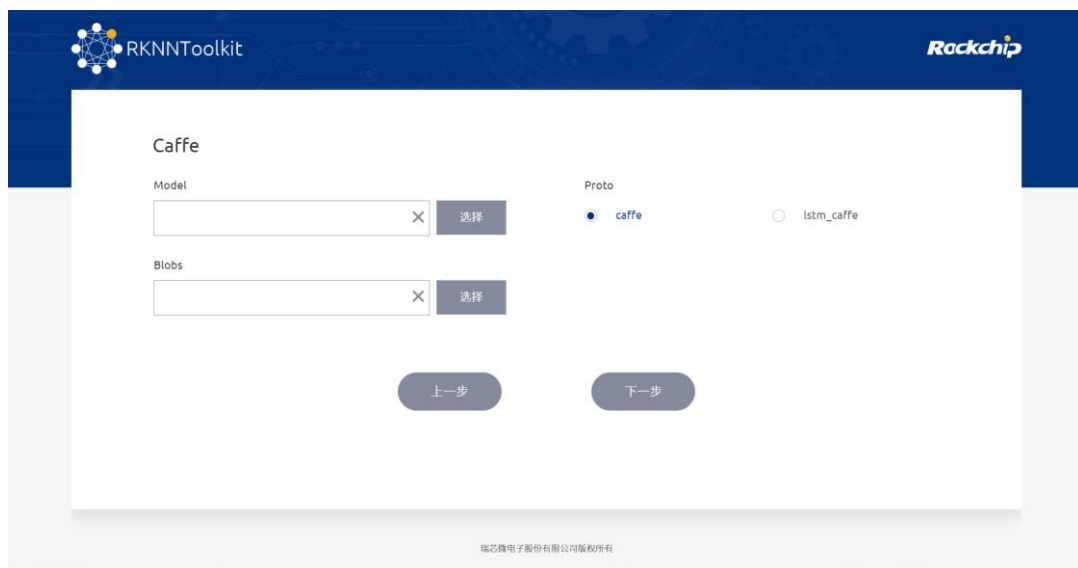 RKNNToolkit
Rockchip
Caffe
Model
选择
Proto
caffe
lstm_caffe
Blobs
选择
上一步
下一步
瑞芯微电子股份有限公司版权所有